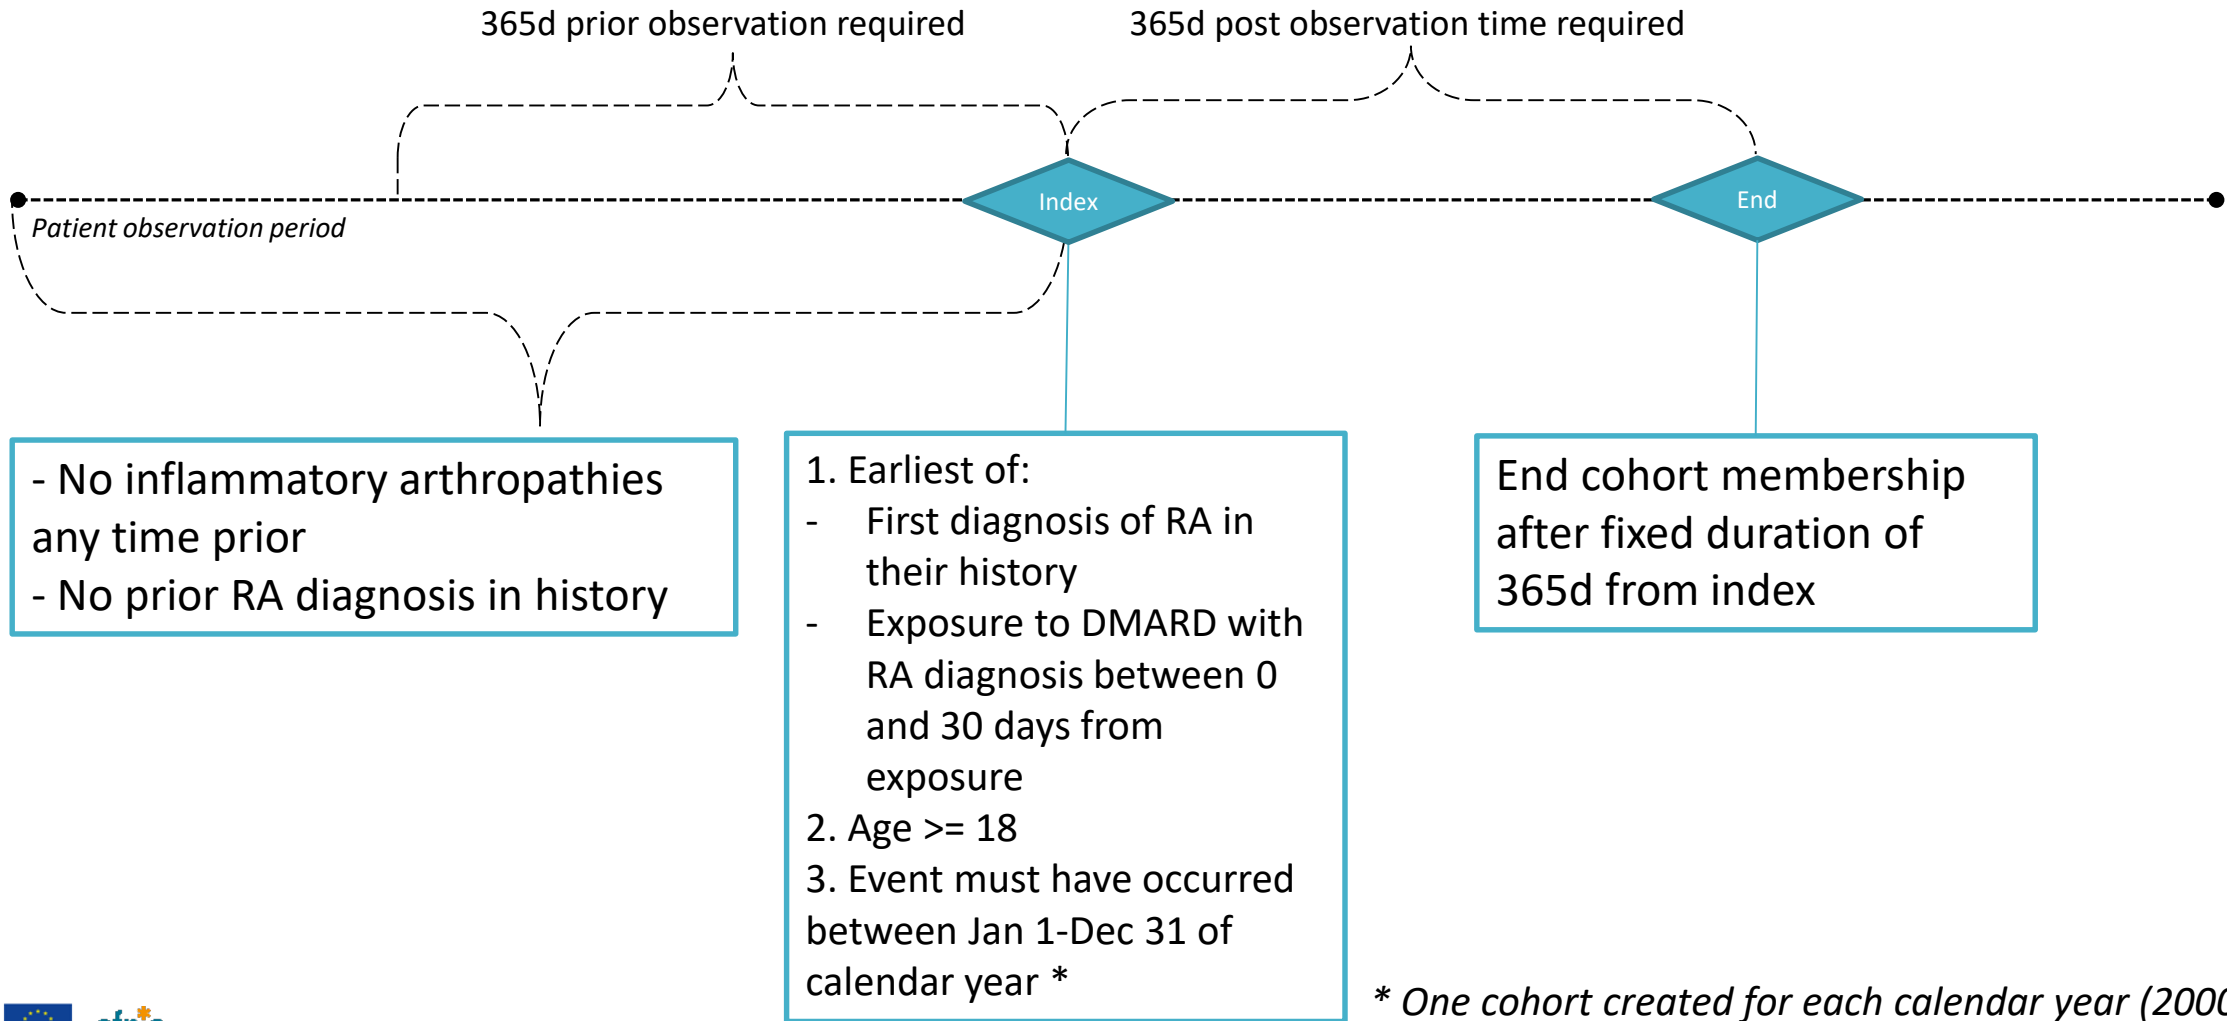 365d prior observation required
365d post observation time required
Index
End
Patient observation period
- No inflammatory arthropathies
any time prior
- No prior RA diagnosis in history
1. Earliest of:
- First diagnosis of RA in
their history
- Exposure to DMARD with
RA diagnosis between 0
and 30 days from
exposure
2. Age >= 18
3. Event must have occurred
between Jan 1-Dec 31 of
calendar year *
End cohort membership
after fixed duration of
365d from index
* One cohort created for each calendar year (2000